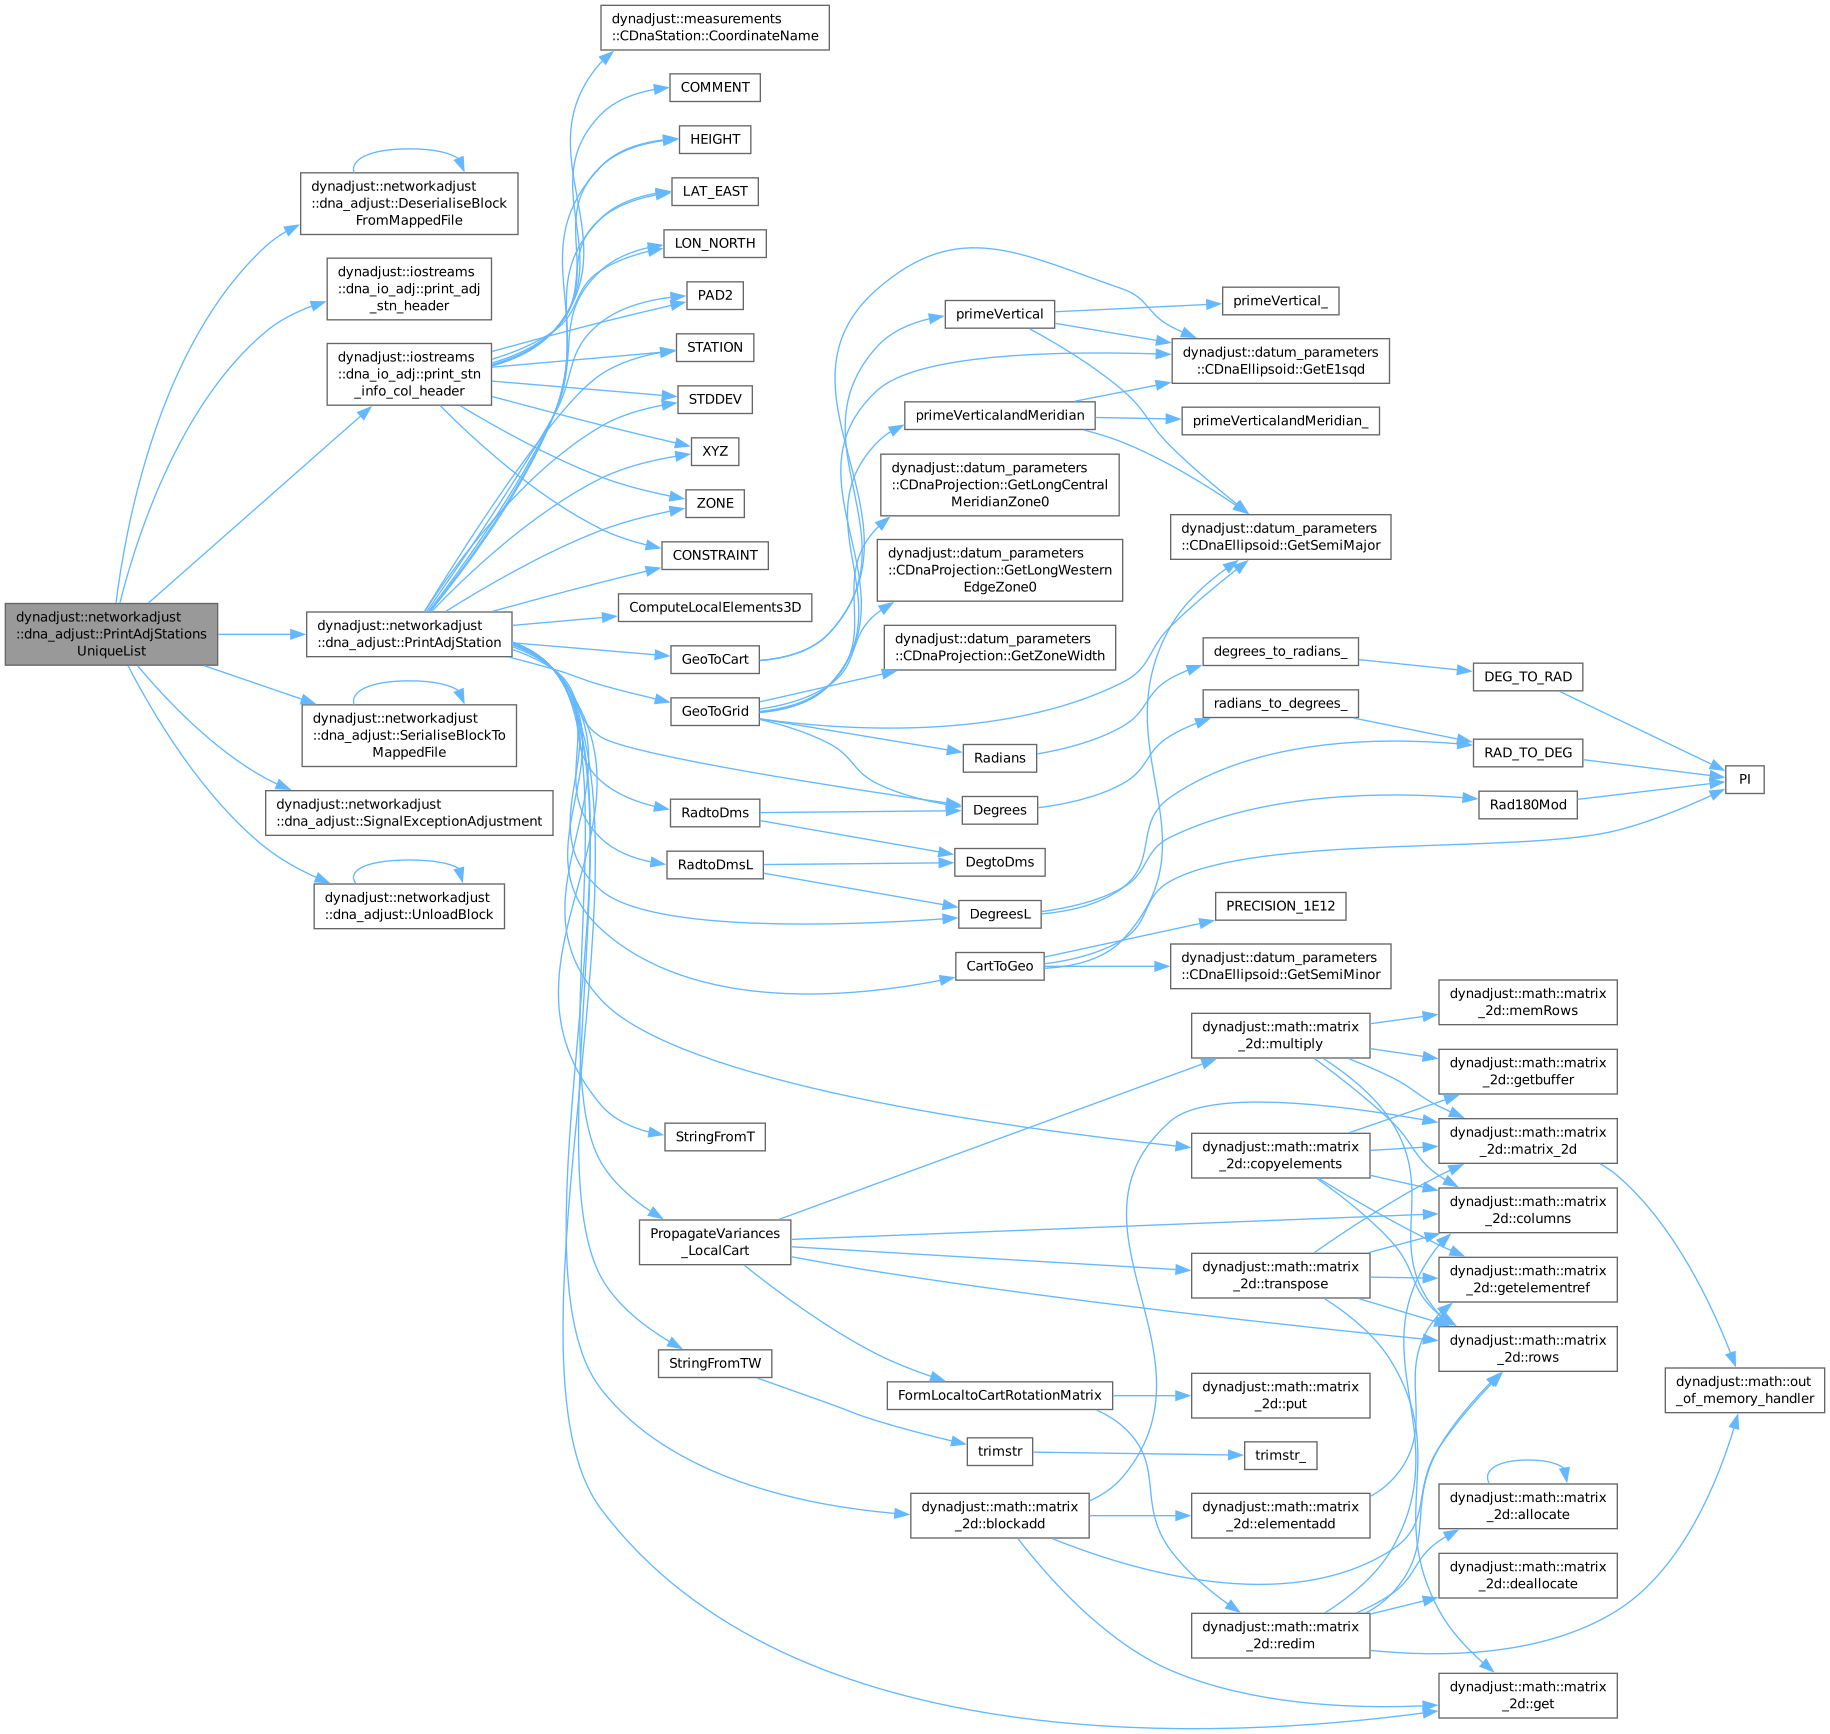 dynadjust::networkadjust
::dna_adjust::PrintAdjStations
UniqueList
dynadjust::networkadjust
::dna_adjust::DeserialiseBlock
FromMappedFile
dynadjust::iostreams
::dna_io_adj::print_adj
_stn_header
dynadjust::iostreams
::dna_io_adj::print_stn
_info_col_header
dynadjust::networkadjust
::dna_adjust::PrintAdjStation
dynadjust::networkadjust
::dna_adjust::SerialiseBlockTo
MappedFile
dynadjust::networkadjust
::dna_adjust::SignalExceptionAdjustment
dynadjust::networkadjust
::dna_adjust::UnloadBlock
dynadjust::measurements
::CDnaStation::CoordinateName
COMMENT
HEIGHT
LAT_EAST
LON_NORTH
PAD2
STATION
STDDEV
XYZ
ZONE
CONSTRAINT
ComputeLocalElements3D
GeoToCart
GeoToGrid
RadtoDms
RadtoDmsL
StringFromT
PropagateVariances
_LocalCart
StringFromTW
primeVertical
primeVerticalandMeridian
dynadjust::datum_parameters
::CDnaProjection::GetLongCentral
MeridianZone0
dynadjust::datum_parameters
::CDnaProjection::GetLongWestern
EdgeZone0
dynadjust::datum_parameters
::CDnaProjection::GetZoneWidth
Radians
Degrees
DegtoDms
DegreesL
CartToGeo
FormLocaltoCartRotationMatrix
trimstr
dynadjust::math::matrix
_2d::blockadd
primeVertical_
dynadjust::datum_parameters
::CDnaEllipsoid::GetE1sqd
primeVerticalandMeridian_
dynadjust::datum_parameters
::CDnaEllipsoid::GetSemiMajor
degrees_to_radians_
radians_to_degrees_
PRECISION_1E12
dynadjust::datum_parameters
::CDnaEllipsoid::GetSemiMinor
dynadjust::math::matrix
_2d::multiply
dynadjust::math::matrix
_2d::copyelements
dynadjust::math::matrix
_2d::transpose
dynadjust::math::matrix
_2d::put
trimstr_
dynadjust::math::matrix
_2d::elementadd
dynadjust::math::matrix
_2d::redim
DEG_TO_RAD
RAD_TO_DEG
Rad180Mod
dynadjust::math::matrix
_2d::memRows
dynadjust::math::matrix
_2d::getbuffer
dynadjust::math::matrix
_2d::matrix_2d
dynadjust::math::matrix
_2d::columns
dynadjust::math::matrix
_2d::getelementref
dynadjust::math::matrix
_2d::rows
dynadjust::math::matrix
_2d::allocate
dynadjust::math::matrix
_2d::deallocate
dynadjust::math::matrix
_2d::get
PI
dynadjust::math::out
_of_memory_handler